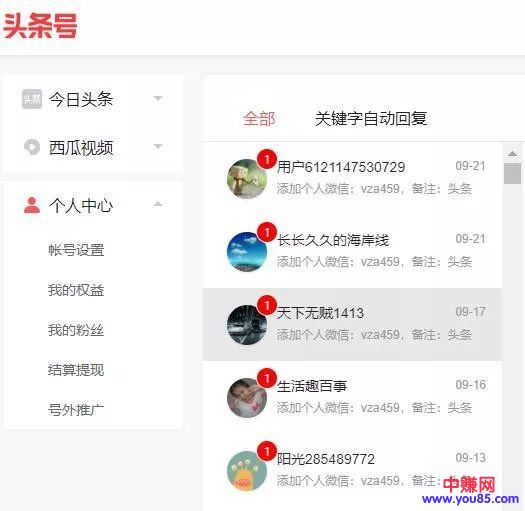 头条号
头条 今日头条
西瓜视频
个人中心
帐号设置
我的权益
我的粉丝
结算提现
号外推广
全部 关键字自动回复
1 用户6121147530729 09-21
添加个人微信：vza459，备注：头条
1 长长久久的海岸线 09-21
添加个人微信：vza459，备注：头条
1 天下无贼1413 09-17
添加个人微信：vza459，备注：头条
1 生活趣百事 09-16
添加个人微信：vza459，备注：头条
1 阳光285489772 09-13
添加个人微信：vza459，备注：头条
中赚网
www.you85.com